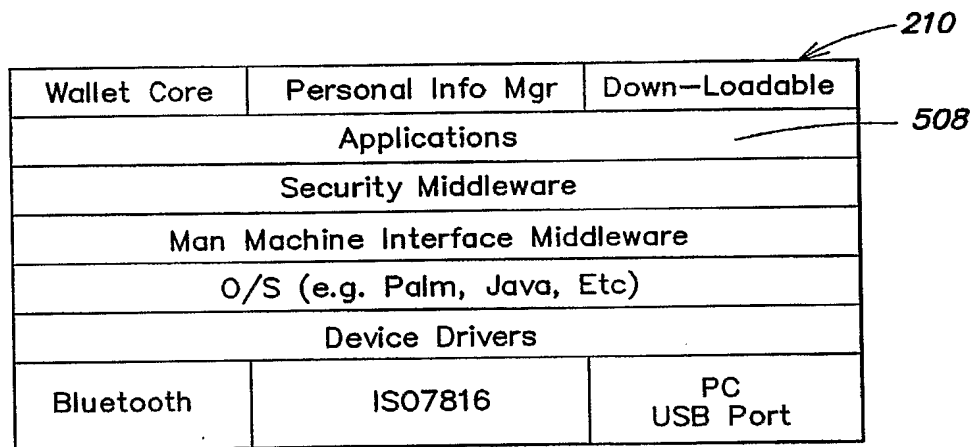 210
Wallet Core Personal Info Mgr Down-Loadable
Applications
508
Security Middleware
Man Machine Interface Middleware
O/S (e.g. Palm, Java, Etc)
Device Drivers
Bluetooth ISO7816 PC
USB Port